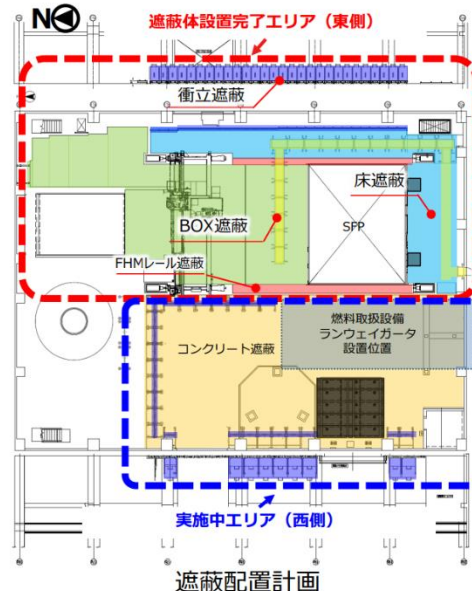 N
遮蔽体設置完了エリア（東側）
衝立遮蔽
床遮蔽
BOX遮蔽
SFP
FHMレール遮蔽
燃料取扱設備
ランウェイガータ
設置位置
コンクリート遮蔽
実施中エリア（西側）
遮蔽配置計画